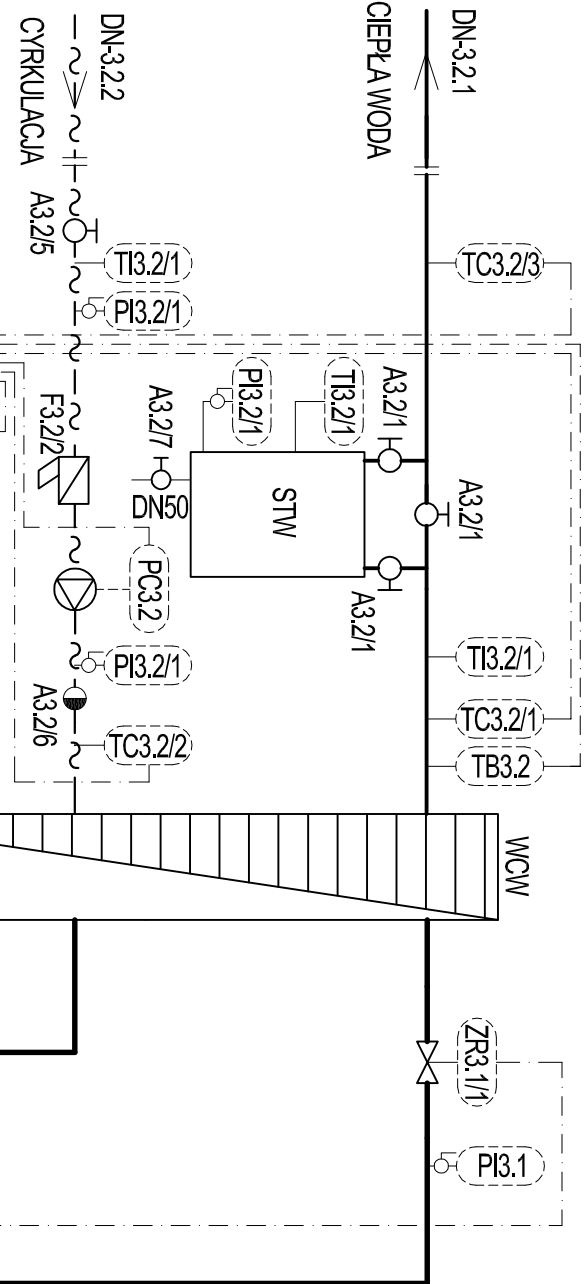 DN-3.2.2
CYRKULACJA
DN-3.2.1
CIEPŁA WODA
A3.2/5
TI3.2/1
PI3.2/1
TC3.2/3
F3.2/2
A3.2/7
DN50
PI3.2/1
TI3.2/1
A3.2/1
STW
A3.2/1
A3.2/1
PC3.2
PI3.2/1
A3.2/6
TC3.2/2
TI3.2/1
TC3.2/1
TB3.2
WCW
ZR3.1/1
PI3.1